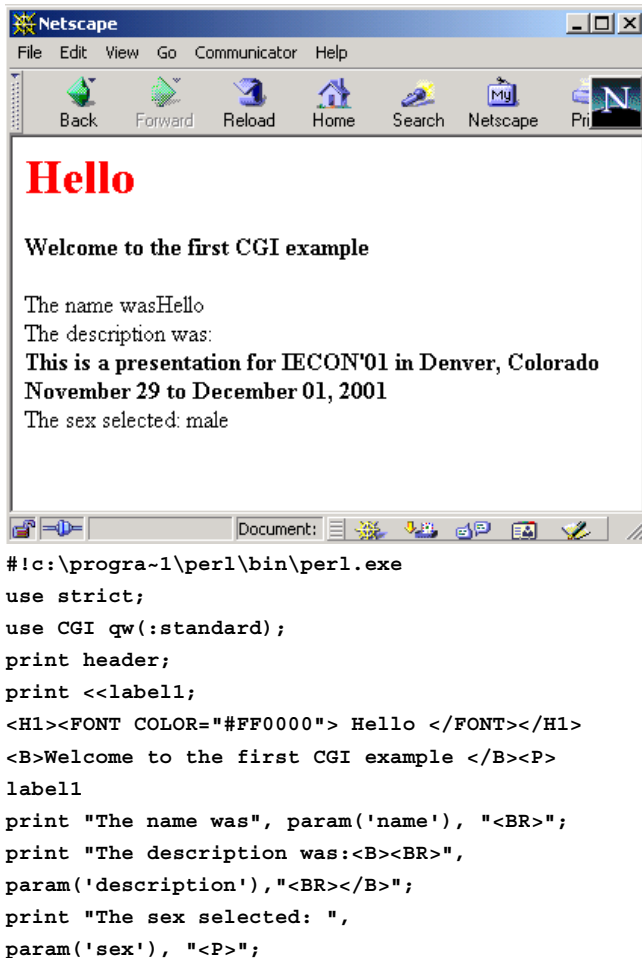 Netscape
File Edit View Go Communicator Help
Back Forward Reload Home Search Netscape Pri
My
N
Hello
Welcome to the first CGI example
The name wasHello
The description was:
This is a presentation for IECON'01 in Denver, Colorado
November 29 to December 01, 2001
The sex selected: male
Document:
#!c:\progra~1\perl\bin\perl.exe
use strict;
use CGI qw(:standard);
print header;
print <<label1;
<H1><FONT COLOR="#FF0000"> Hello </FONT></H1>
<B>Welcome to the first CGI example </B><P>
label1
print "The name was", param('name'), "<BR>";
print "The description was:<B><BR>",
param('description'),"<BR></B>";
print "The sex selected: ",
param('sex'), "<P>";